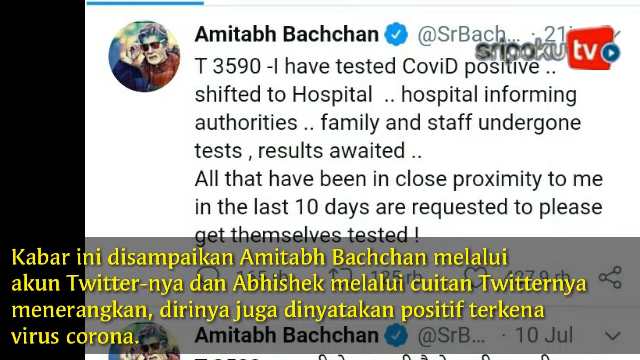 Amitabh Bachchan @SrBach...
sripoku tv
T 3590 -I have tested CoviD positive ..
shifted to Hospital .. hospital informing
authorities .. family and staff undergone
tests , results awaited ..
All that have been in close proximity to me
in the last 10 days are requested to please
get themselves tested !
Kabar ini disampaikan Amitabh Bachchan melalui
akun Twitter-nya dan Abhishek melalui cuitan Twitternya
menerangkan, dirinya juga dinyatakan positif terkena
virus corona.
Amitabh Bachchan @SrB... · 10 Jul